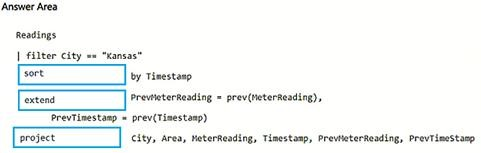 Answer Area
Readings
| filter City == "Kansas"
sort by Timestamp
extend PrevMeterReading = prev(MeterReading),
PrevTimestamp = prev(Timestamp)
project City, Area, MeterReading, Timestamp, PrevMeterReading, PrevTimeStamp